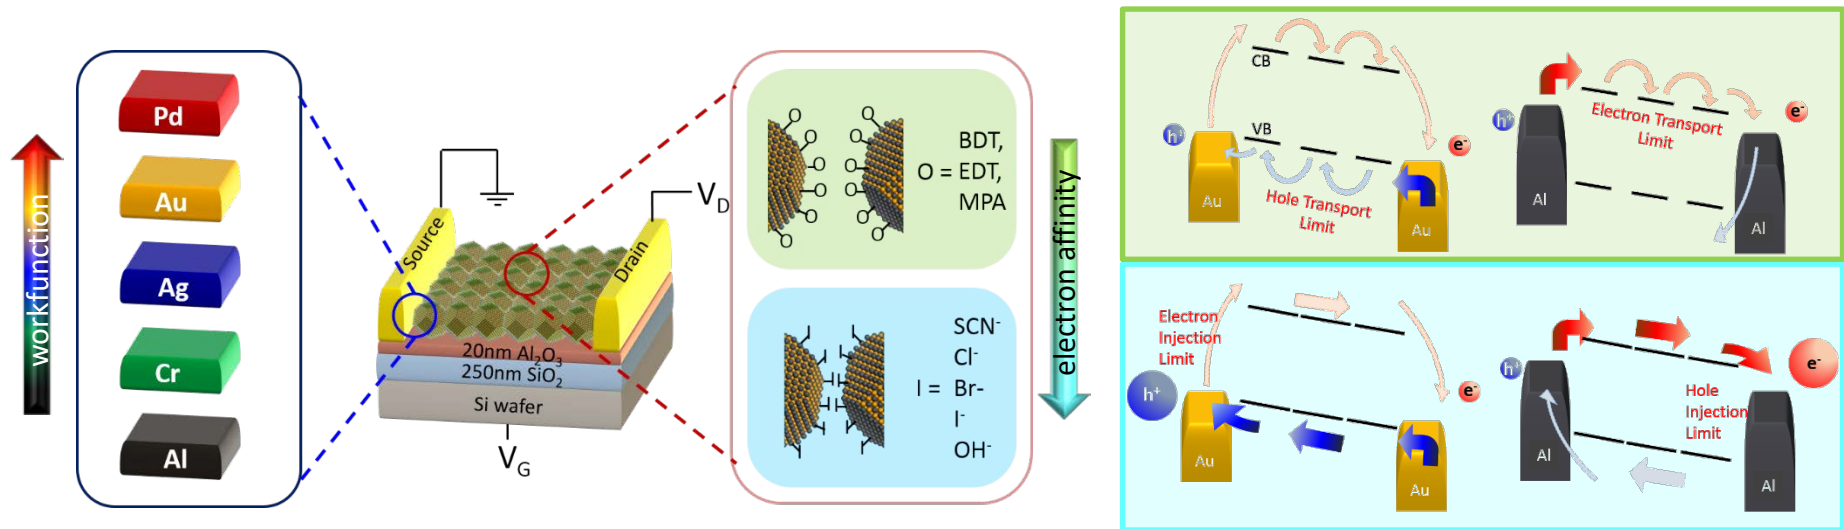 workfunction
Pd
Au
Ag
Cr
Al
Source
Drain
V_D
20nm Al₂O₃
250nm SiO₂
Si wafer
V_G
O
O
O
O
O
O
O
O
O
O
O
O
O =
BDT,
EDT,
MPA
I =
SCN⁻
Cl⁻
Br-
I⁻
OH⁻
electron affinity
CB
VB
h⁺
Au
Hole Transport
Limit
e⁻
Au
h⁺
Al
Electron Transport
Limit
e⁻
Al
Electron
Injection
Limit
h⁺
Au
e⁻
Au
h⁺
Al
Hole
Injection
Limit
e⁻
Al